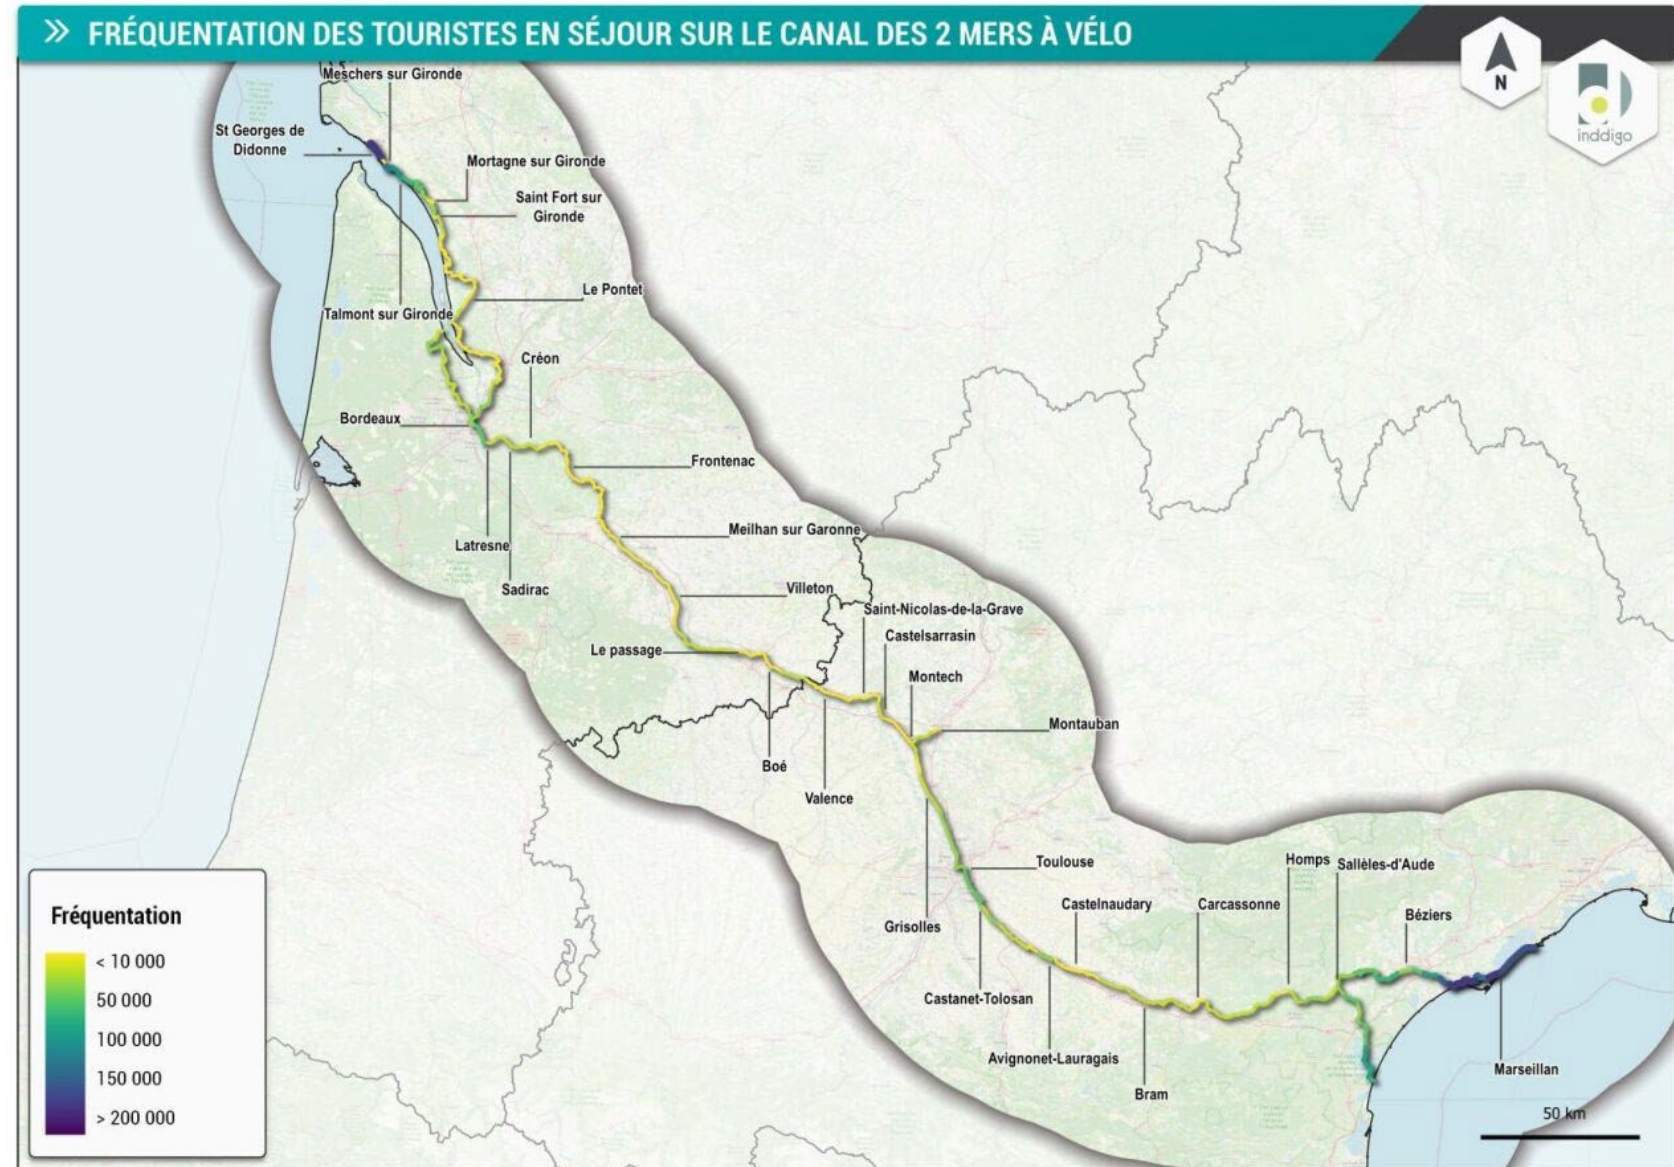 » FRÉQUENTATION DES TOURISTES EN SÉJOUR SUR LE CANAL DES 2 MERS À VÉLO
N
inddigo
Meschers sur Gironde
St Georges de
Didonne
Mortagne sur Gironde
Saint Fort sur
Gironde
Le Pontet
Talmont sur Gironde
Créon
Bordeaux
Frontenac
Meilhan sur Garonne
Latresne
Sadirac
Villeton
Saint-Nicolas-de-la-Grave
Castelsarrasin
Le passage
Montech
Montauban
Boé
Valence
Toulouse
Homps
Sallèles-d'Aude
Castelnaudary
Carcassonne
Béziers
Grisolles
Castanet-Tolosan
Avignonet-Lauragais
Bram
Marseillan
Fréquentation
< 10 000
50 000
100 000
150 000
> 200 000
50 km